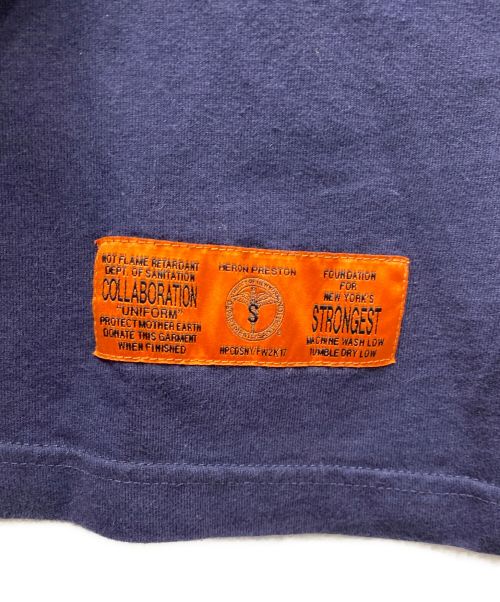 NOT FLAME RETARDANT
DEPT. OF SANITATION
COLLABORATION
"UNIFORM"
PROTECT MOTHER EARTH
DONATE THIS GARMENT
WHEN FINISHED
HERON PRESTON
S
HPCDSNY/FW2K17
FOUNDATION
FOR
NEW YORK'S
STRONGEST
MACHINE WASH LOW
TUMBLE DRY LOW